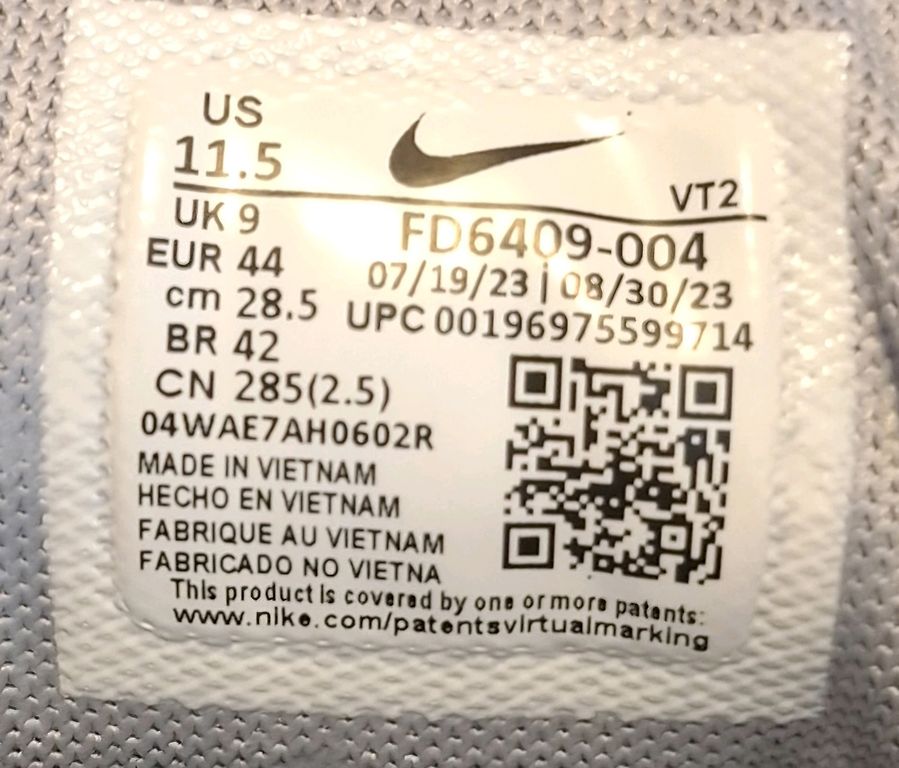 US
11.5
VT2
UK 9
FD6409-004
EUR 44
07/19/23 | 08/30/23
cm 28.5
UPC 00196975599714
BR 42
CN 285(2.5)
04WAE7AH0602R
MADE IN VIETNAM
HECHO EN VIETNAM
FABRIQUE AU VIETNAM
FABRICADO NO VIETNA
This product is covered by one or more patents:
www.nike.com/patentsvirtualmarking